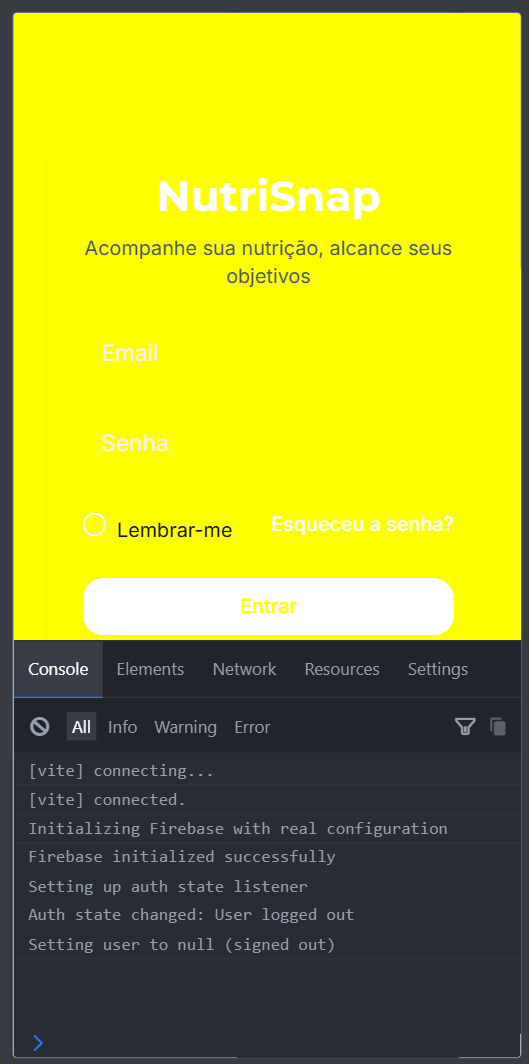 NutriSnap
Acompanhe sua nutrição, alcance seus
objetivos
Email
Senha
Lembrar-me
Esqueceu a senha?
Entrar
Console Elements Network Resources Settings
All Info Warning Error
[vite] connecting...
[vite] connected.
Initializing Firebase with real configuration
Firebase initialized successfully
Setting up auth state listener
Auth state changed: User logged out
Setting user to null (signed out)